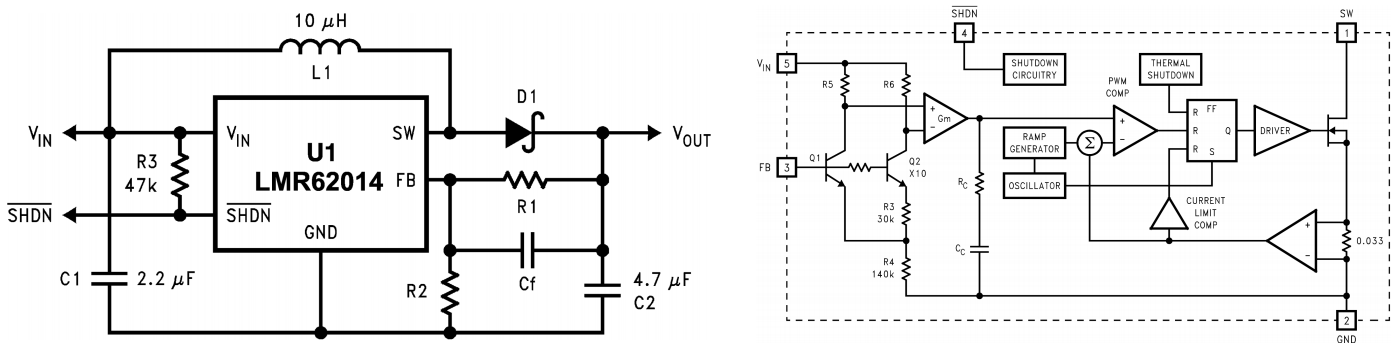 10 μH
L1
D1
V_IN
V_IN
SW
V_OUT
R3
47k
U1
LMR62014
FB
R1
SHDN
SHDN
GND
C1
2.2 μF
R2
Cf
4.7 μF
C2
SHDN
4
SW
1
V_IN
5
R5
R6
SHUTDOWN
CIRCUITRY
THERMAL
SHUTDOWN
PWM
COMP
+
Gm
−
+
−
R
FF
R
Q
R
S
DRIVER
RAMP
GENERATOR
Σ
OSCILLATOR
FB
3
Q1
Q2
X10
R_C
R3
30k
CURRENT
LIMIT
COMP
+
−
0.033
C_C
R4
140k
2
GND